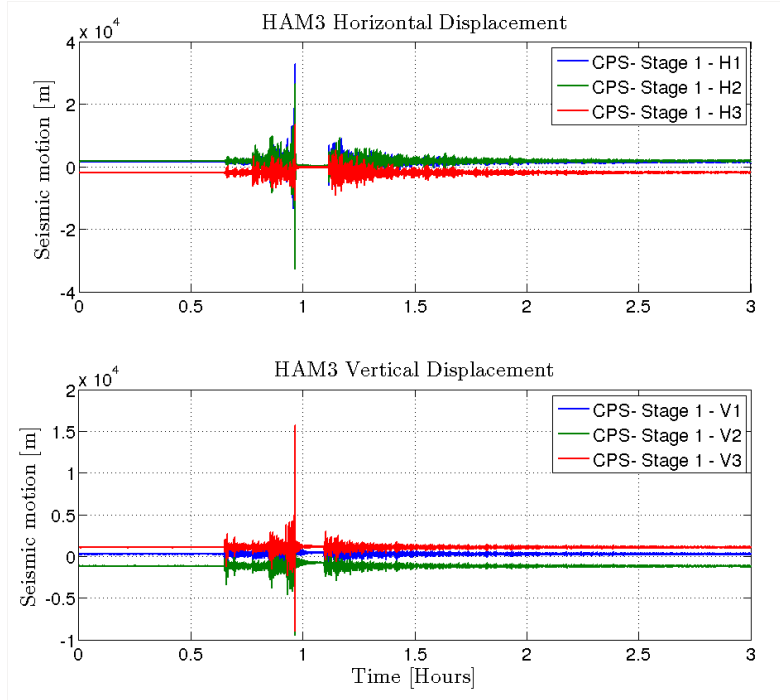 HAM3 Horizontal Displacement
x 10^4
4
2
0
-2
-4
Seismic motion [m]
CPS- Stage 1 - H1
CPS- Stage 1 - H2
CPS- Stage 1 - H3
0 0.5 1 1.5 2 2.5 3
HAM3 Vertical Displacement
x 10^4
2
1.5
1
0.5
0
-0.5
-1
Seismic motion [m]
CPS- Stage 1 - V1
CPS- Stage 1 - V2
CPS- Stage 1 - V3
0 0.5 1 1.5 2 2.5 3
Time [Hours]